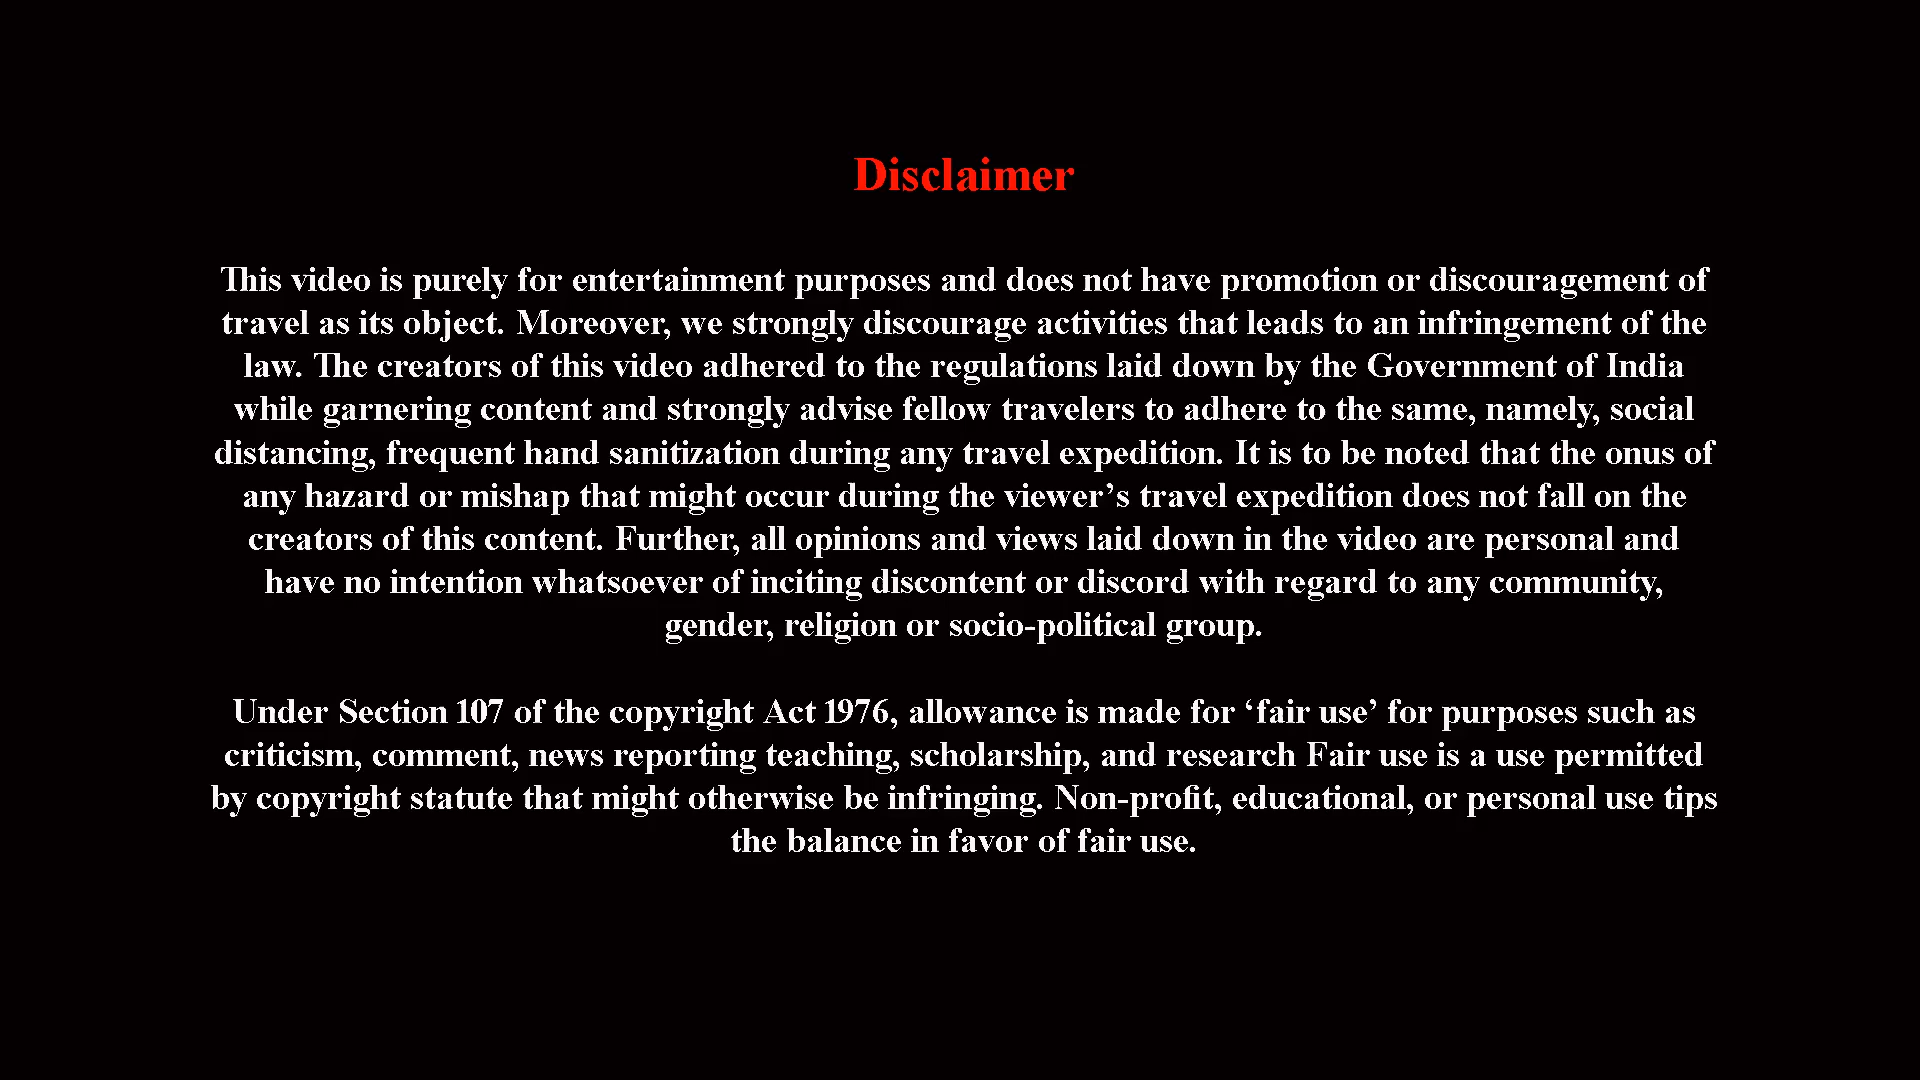 Disclaimer
This video is purely for entertainment purposes and does not have promotion or discouragement of
travel as its object. Moreover, we strongly discourage activities that leads to an infringement of the
law. The creators of this video adhered to the regulations laid down by the Government of India
while garnering content and strongly advise fellow travelers to adhere to the same, namely, social
distancing, frequent hand sanitization during any travel expedition. It is to be noted that the onus of
any hazard or mishap that might occur during the viewer’s travel expedition does not fall on the
creators of this content. Further, all opinions and views laid down in the video are personal and
have no intention whatsoever of inciting discontent or discord with regard to any community,
gender, religion or socio-political group.
Under Section 107 of the copyright Act 1976, allowance is made for ‘fair use’ for purposes such as
criticism, comment, news reporting teaching, scholarship, and research Fair use is a use permitted
by copyright statute that might otherwise be infringing. Non-profit, educational, or personal use tips
the balance in favor of fair use.